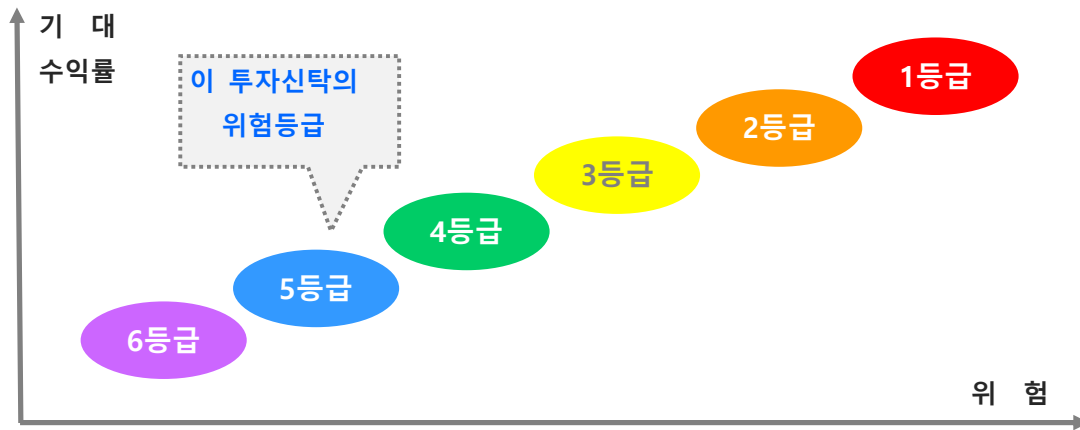 기 대
수익률
이 투자신탁의
위험등급
1등급
2등급
3등급
4등급
5등급
6등급
위 험